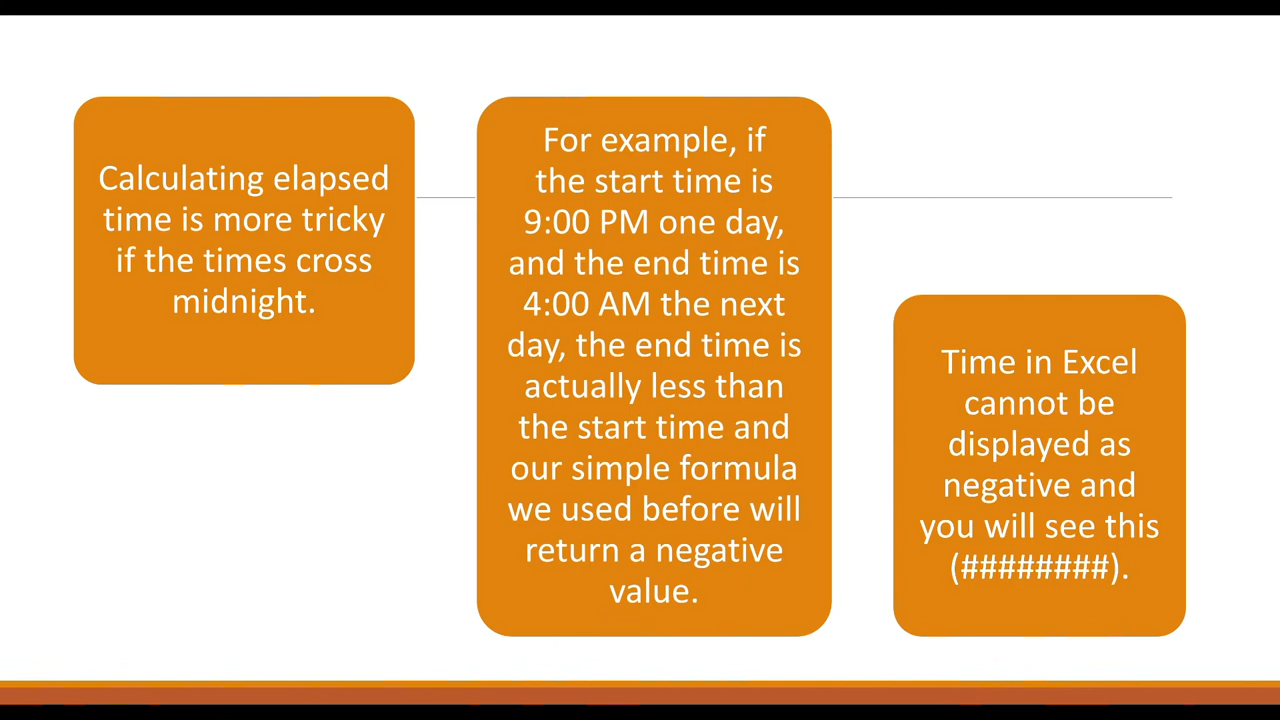 Calculating elapsed
time is more tricky
if the times cross
midnight.
For example, if
the start time is
9:00 PM one day,
and the end time is
4:00 AM the next
day, the end time is
actually less than
the start time and
our simple formula
we used before will
return a negative
value.
Time in Excel
cannot be
displayed as
negative and
you will see this
(########).